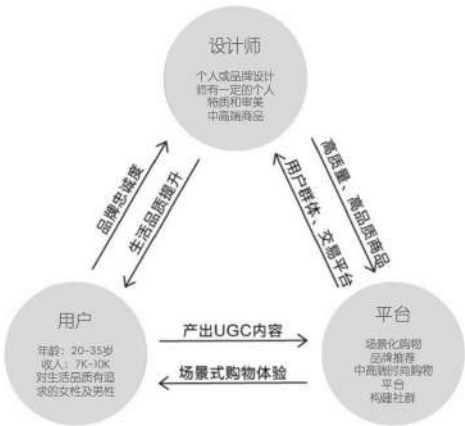 设计师
个人或品牌设计
师有一定的个人
特质和审美
中高端商品
品牌忠诚度
生活品质提升
用户群体、交易平台
高质量、高品质商品
用户
年龄：20-35岁
收入：7K-10K
对生活品质有追
求的女性及男性
产出UGC内容
场景式购物体验
平台
场景化购物
品牌推荐
中高端时尚购物
平台
构建社群